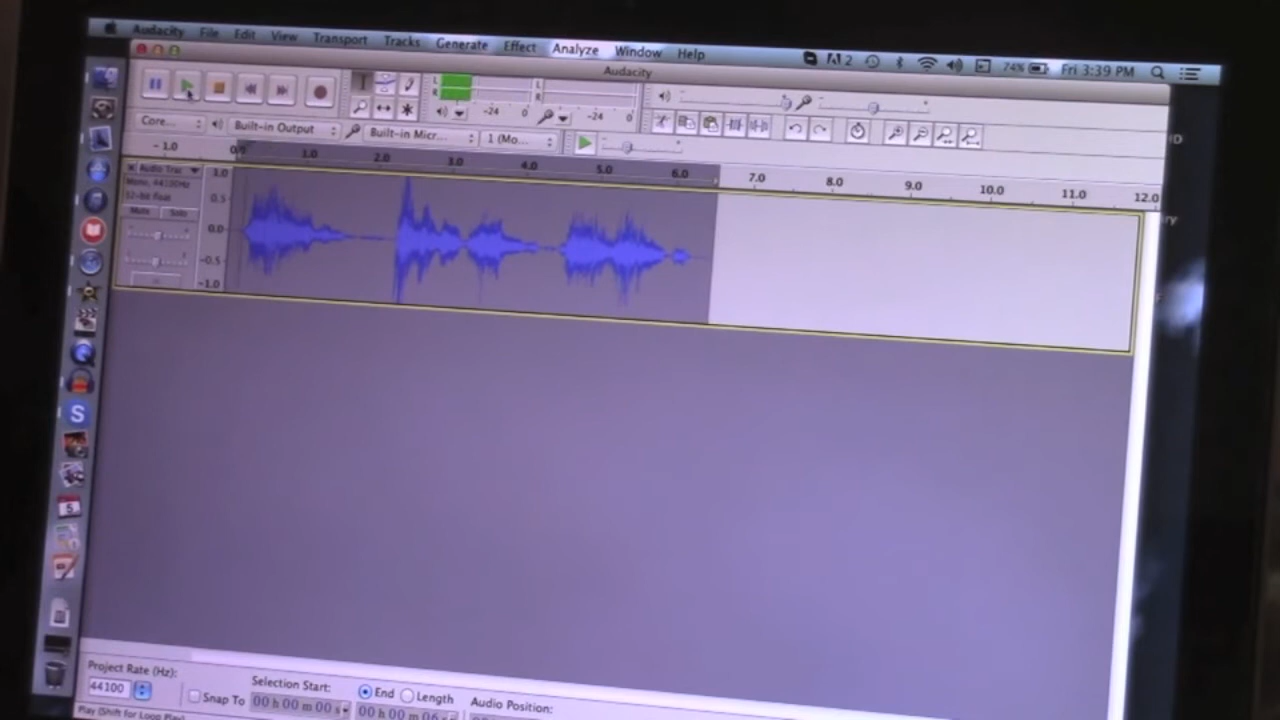 Audacity File Edit View Transport Tracks Generate Effect Analyze Window Help 2 74% Fri 3:39 PM
Audacity
L R -24 0 L R -24 0
Core... Built-in Output Built-in Micr... 1 (Mo...
-1.0 0.0 1.0 2.0 3.0 4.0 5.0 6.0 7.0 8.0 9.0 10.0 11.0 12.0
Audio Trac 1.0
Mono, 44100Hz
32-bit float 0.5
Mute Solo
0.0
-0.5
-1.0
S
5
Project Rate (Hz):
44100
Snap To
Selection Start:
End Length
Audio Position:
00 h 00 m 00 s
00 h 00 m 06 s
Play (Shift for Loop Play)